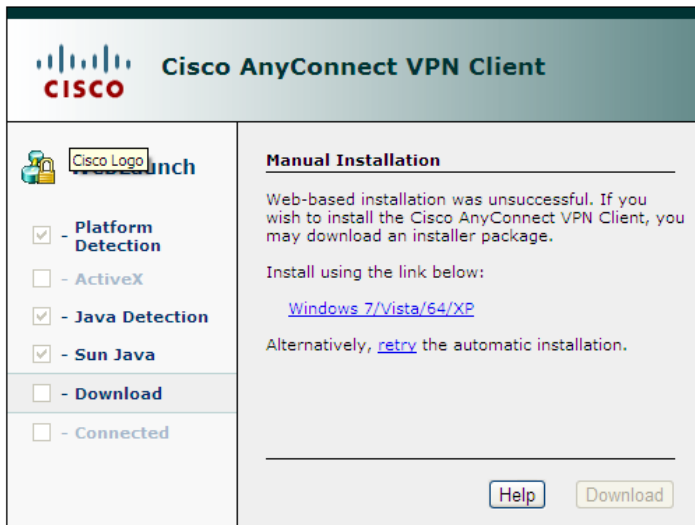 CISCO
Cisco AnyConnect VPN Client
Cisco Logo
WebLaunch
- Platform
Detection
- ActiveX
- Java Detection
- Sun Java
- Download
- Connected
Manual Installation
Web-based installation was unsuccessful. If you
wish to install the Cisco AnyConnect VPN Client, you
may download an installer package.
Install using the link below:
Windows 7/Vista/64/XP
Alternatively, retry the automatic installation.
Help
Download